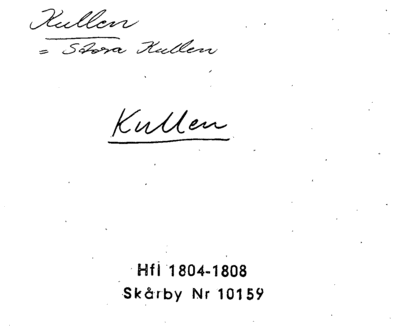 Kullen
= Stora Kullen
Kullen
Hfl 1804-1808
Skårby Nr 10159